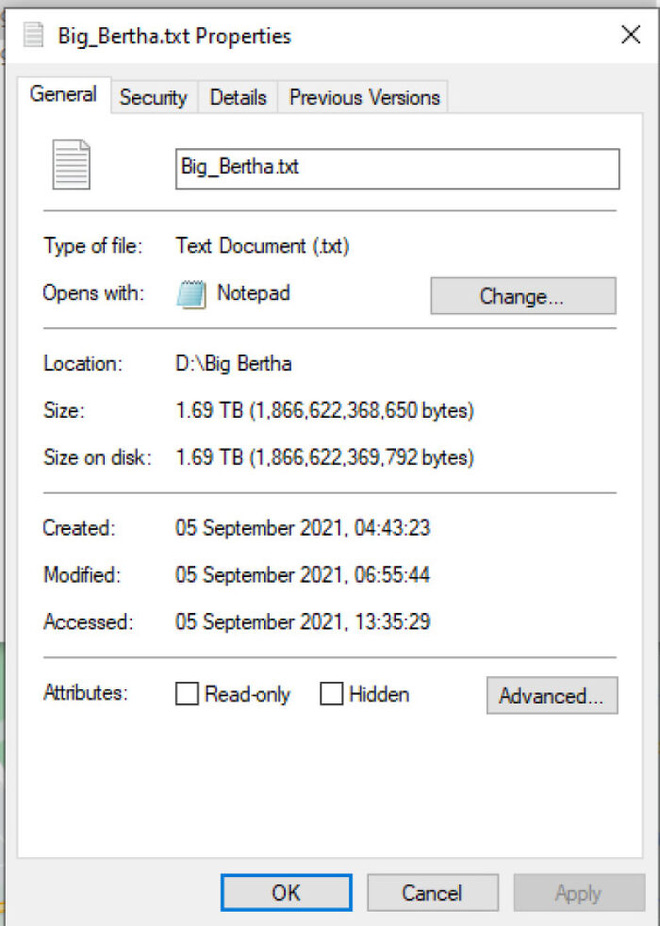 Big_Bertha.txt Properties
General Security Details Previous Versions
Big_Bertha.txt
Type of file: Text Document (.txt)
Opens with: Notepad Change...
Location: D:\Big Bertha
Size: 1.69 TB (1,866,622,368,650 bytes)
Size on disk: 1.69 TB (1,866,622,369,792 bytes)
Created: 05 September 2021, 04:43:23
Modified: 05 September 2021, 06:55:44
Accessed: 05 September 2021, 13:35:29
Attributes: Read-only Hidden Advanced...
OK Cancel Apply